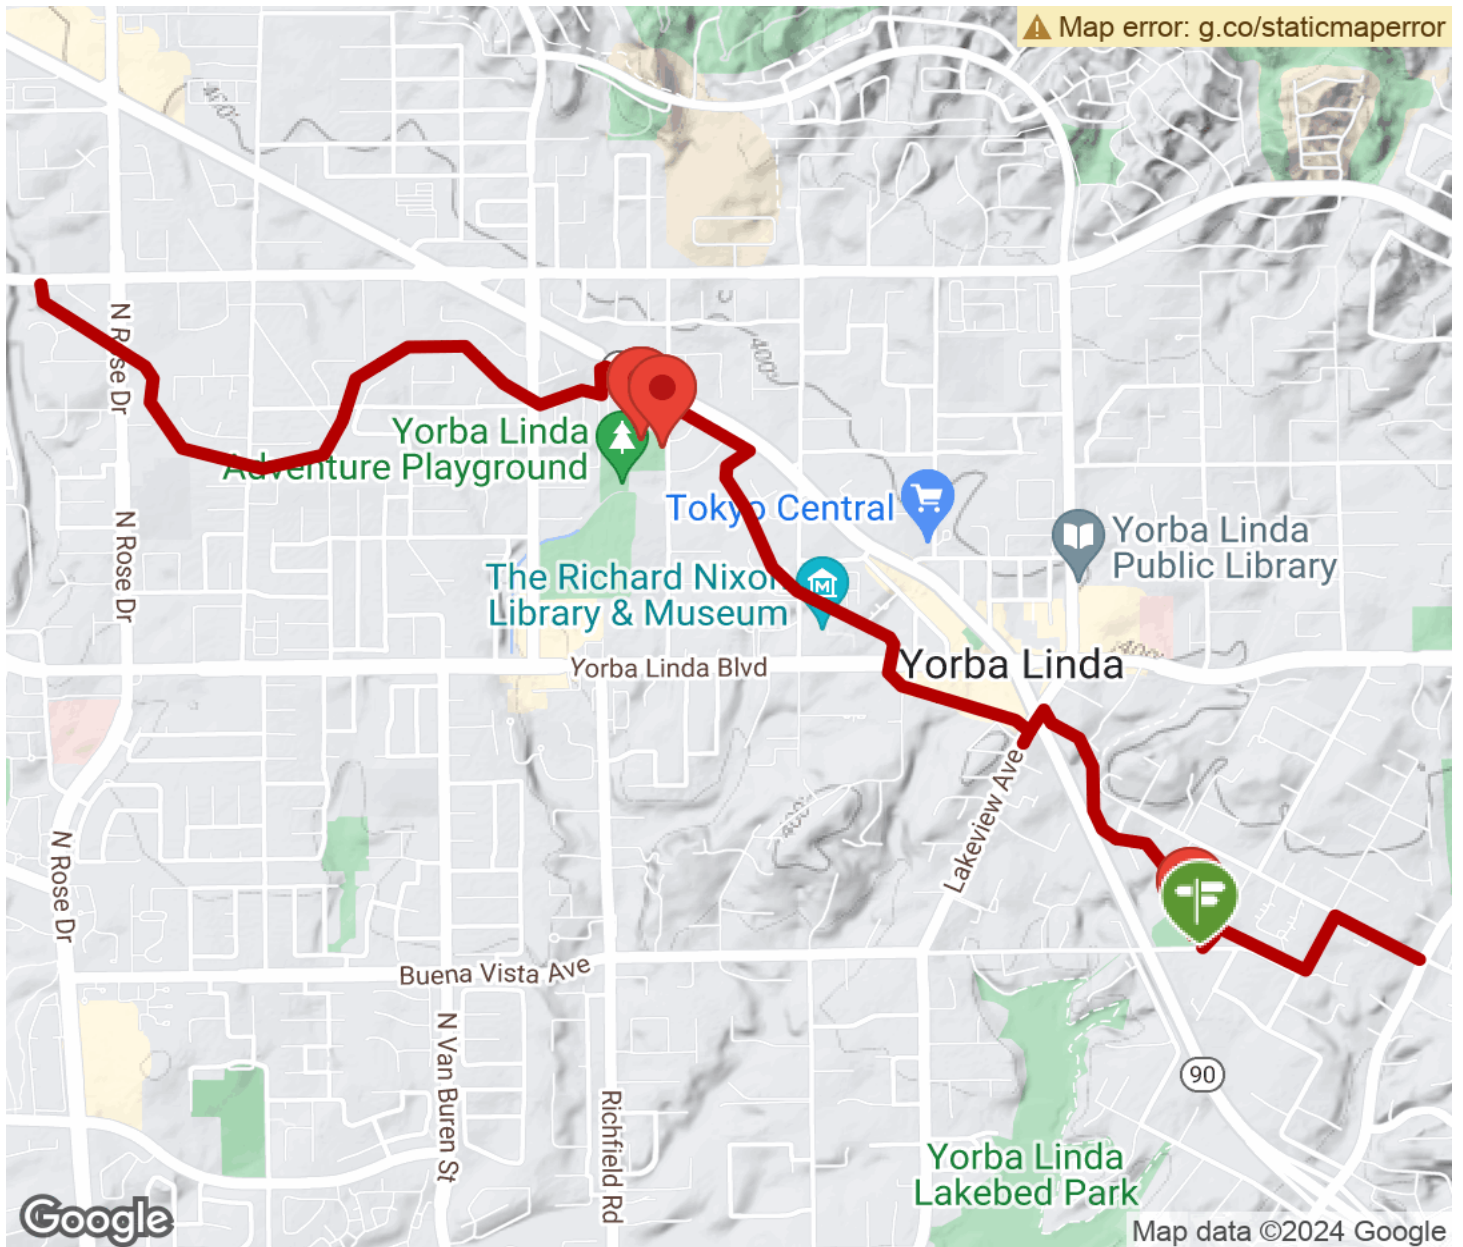 Map error: g.co/staticmaperror
400'
N Rose Dr
400'
Yorba Linda
Adventure Playground
Tokyo Central
Yorba Linda
Public Library
N Rose Dr
The Richard Nixon
Library & Museum
400'
Yorba Linda Blvd
Yorba Linda
Lakeview Ave
400'
N Rose Dr
Buena Vista Ave
N Van Buren St
90
Richfield Rd
Yorba Linda
Lakebed Park
Google
Map data ©2024 Google